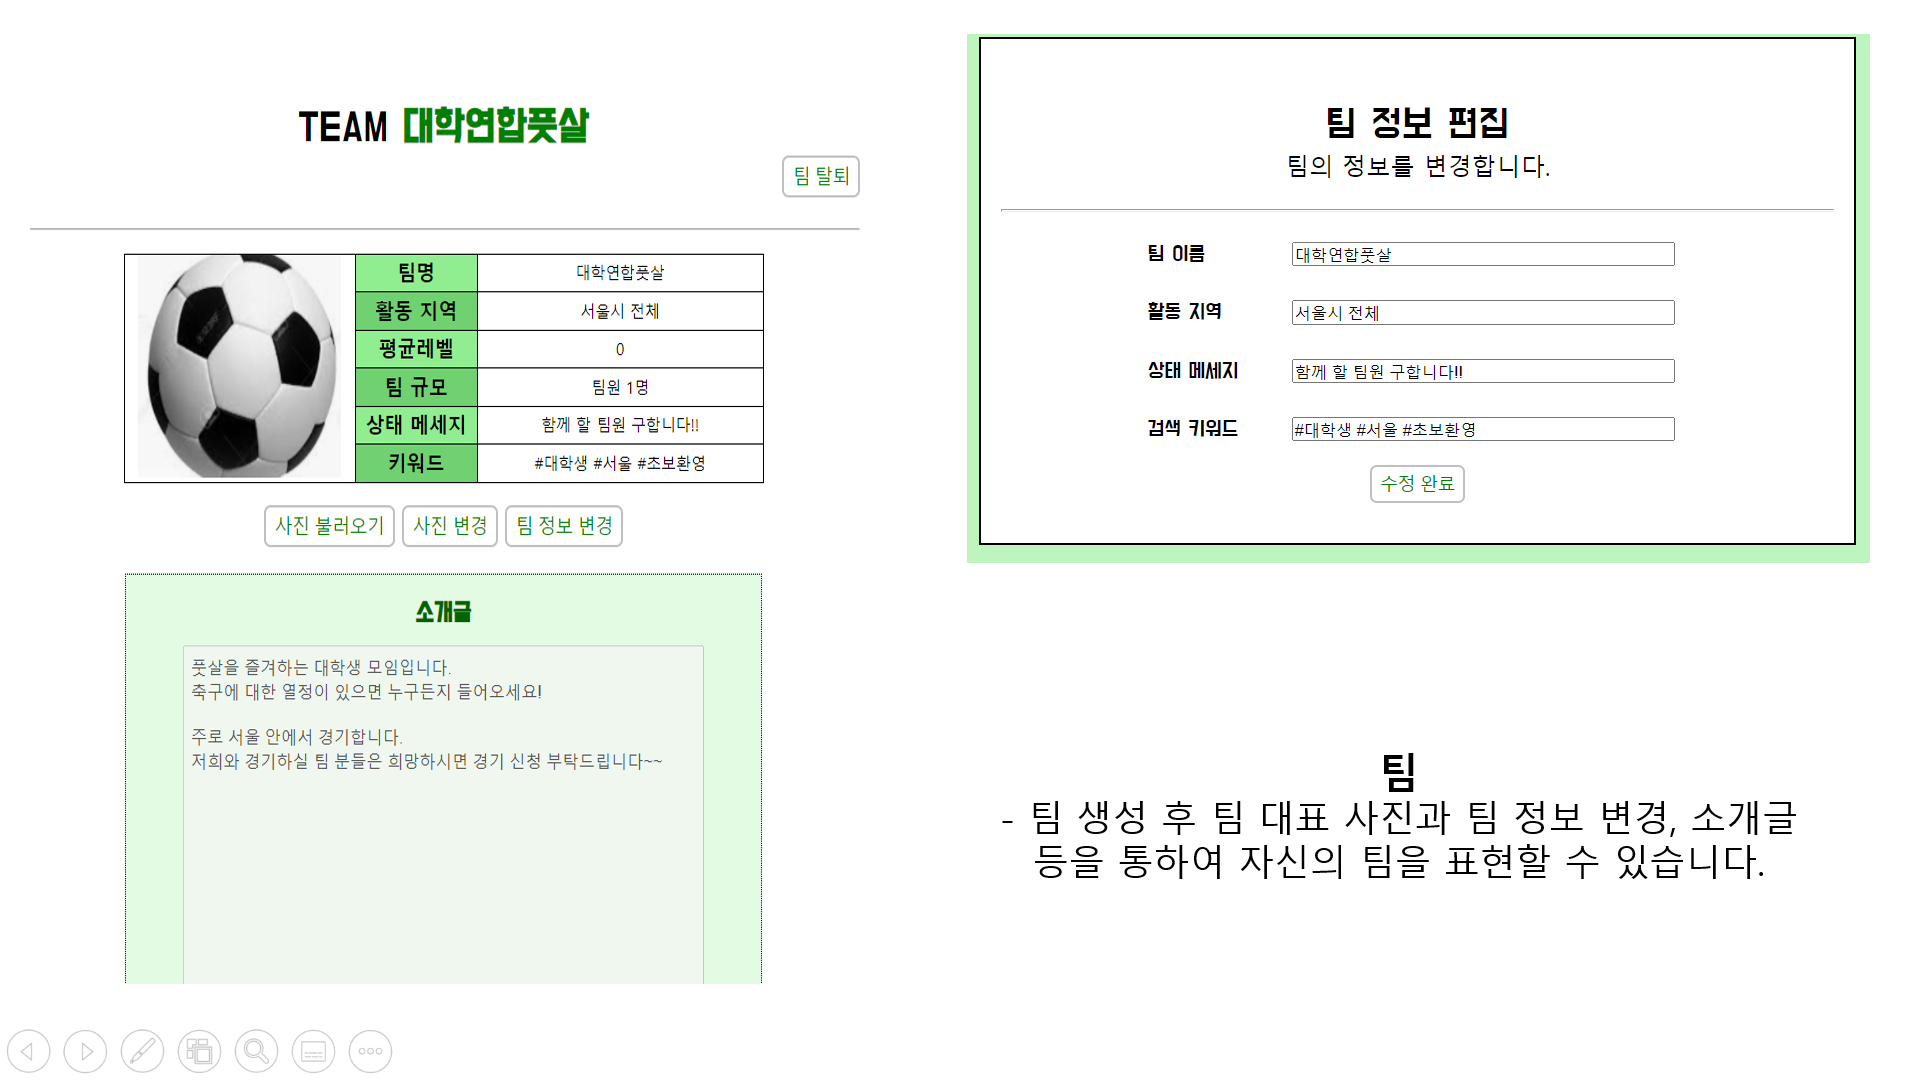 TEAM 대학연합풋살
팀 탈퇴
팀명 대학연합풋살
활동 지역 서울시 전체
평균레벨 0
팀 규모 팀원 1명
상태 메세지 함께 할 팀원 구합니다!!
키워드 #대학생 #서울 #초보환영
사진 불러오기 사진 변경 팀 정보 변경
소개글
풋살을 즐겨하는 대학생 모임입니다.
축구에 대한 열정이 있으면 누구든지 들어오세요!
주로 서울 안에서 경기합니다.
저희와 경기하실 팀 분들은 희망하시면 경기 신청 부탁드립니다~~
팀 정보 편집
팀의 정보를 변경합니다.
팀 이름 대학연합풋살
활동 지역 서울시 전체
상태 메세지 함께 할 팀원 구합니다!!
검색 키워드 #대학생 #서울 #초보환영
수정 완료
팀
- 팀 생성 후 팀 대표 사진과 팀 정보 변경, 소개글
등을 통하여 자신의 팀을 표현할 수 있습니다.